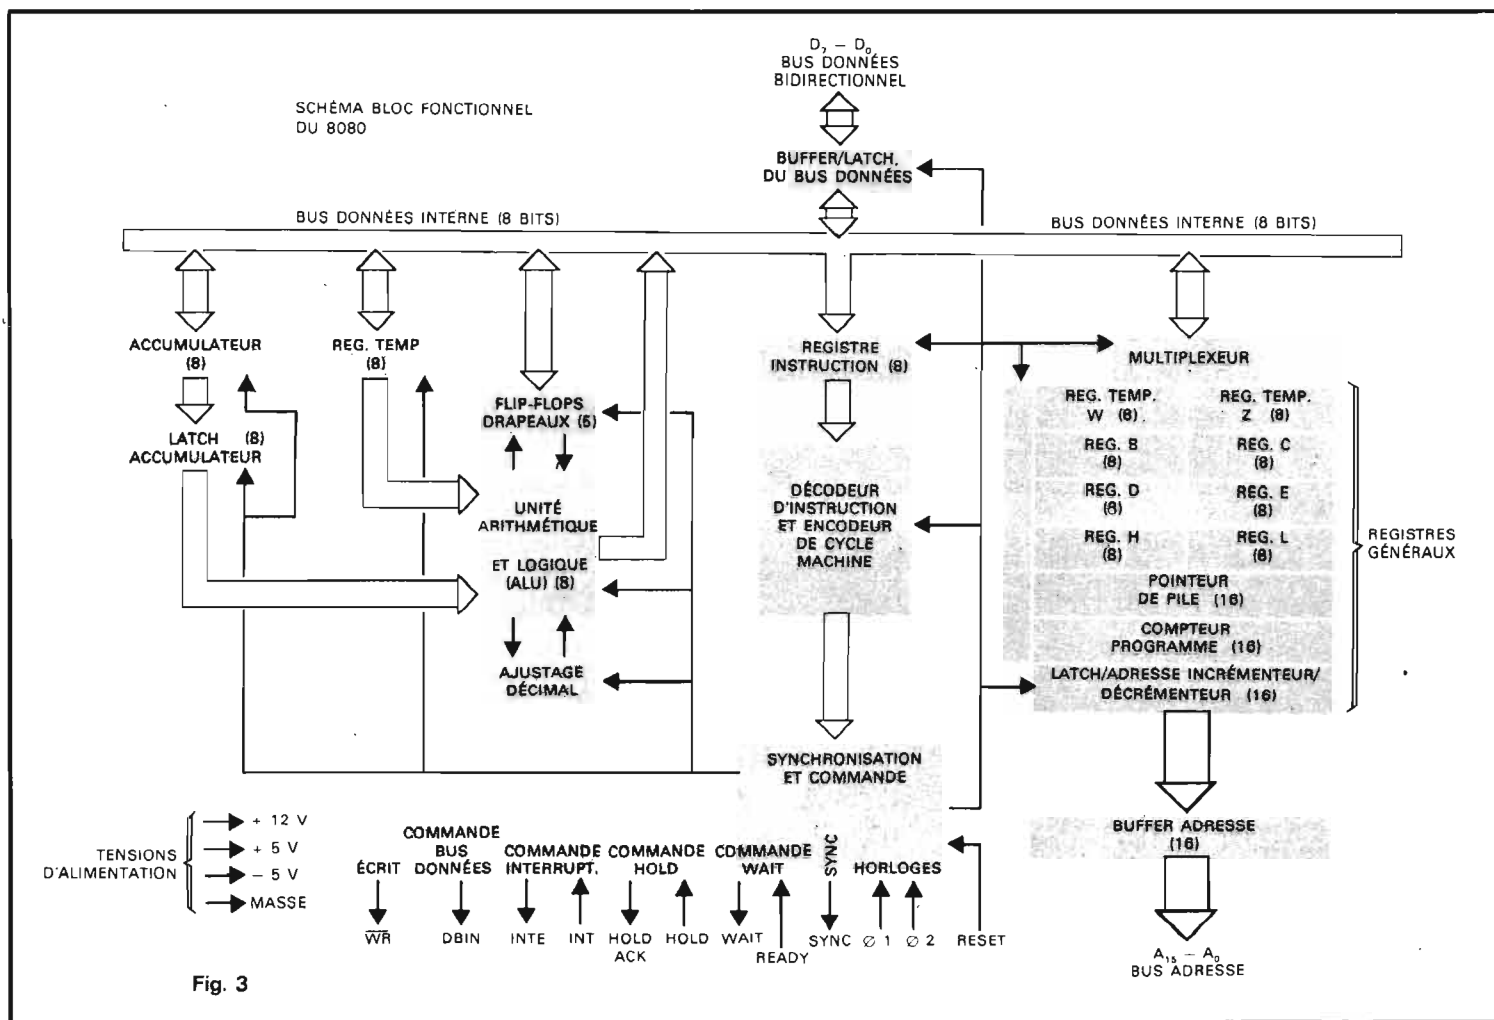 D₇ – D₀
BUS DONNÉES
BIDIRECTIONNEL
SCHÉMA BLOC FONCTIONNEL
DU 8080
BUFFER/LATCH.
DU BUS DONNÉES
BUS DONNÉES INTERNE (8 BITS)
BUS DONNÉES INTERNE (8 BITS)
ACCUMULATEUR
(8)
REG. TEMP
(8)
REGISTRE
INSTRUCTION (8)
MULTIPLEXEUR
FLIP-FLOPS
DRAPEAUX (5)
REG. TEMP.
W (8)
REG. TEMP.
Z (8)
LATCH (8)
ACCUMULATEUR
REG. B
(8)
REG. C
(8)
DÉCODEUR
D'INSTRUCTION
ET ENCODEUR
DE CYCLE
MACHINE
REG. D
(8)
REG. E
(8)
UNITÉ
ARITHMÉTIQUE
ET LOGIQUE
(ALU) (8)
REG. H
(8)
REG. L
(8)
REGISTRES
GÉNÉRAUX
POINTEUR
DE PILE (16)
COMPTEUR
PROGRAMME (16)
AJUSTAGE
DÉCIMAL
LATCH/ADRESSE INCRÉMENTEUR/
DÉCRÉMENTEUR (16)
SYNCHRONISATION
ET COMMANDE
TENSIONS
D'ALIMENTATION
+ 12 V
+ 5 V
– 5 V
MASSE
ÉCRIT
COMMANDE
BUS
DONNÉES
COMMANDE
INTERRUPT.
COMMANDE
HOLD
COMMANDE
WAIT
SYNC
HORLOGES
BUFFER ADRESSE
(16)
W̅R̅
DBIN
INTE
INT
HOLD
ACK
HOLD
WAIT
READY
SYNC
∅ 1
∅ 2
RESET
A₁₅ – A₀
BUS ADRESSE
Fig. 3